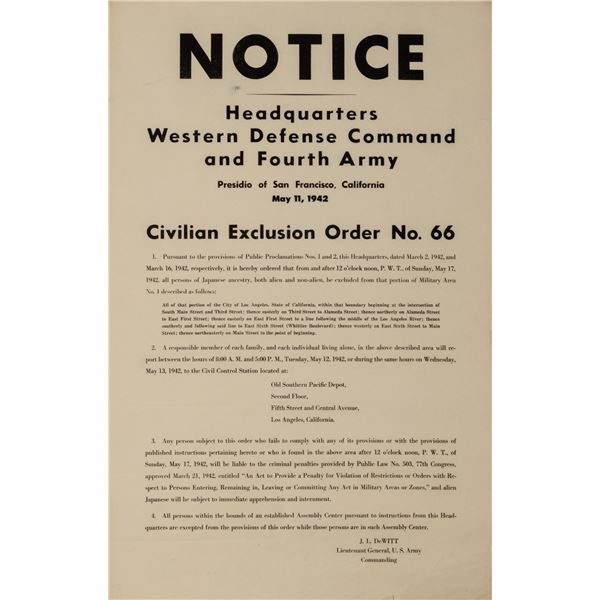 NOTICE
Headquarters
Western Defense Command
and Fourth Army
Presidio of San Francisco, California
May 11, 1942
Civilian Exclusion Order No. 66
1. Pursuant to the provisions of Public Proclamations Nos. 1 and 2, this Headquarters, dated March 2, 1942, and
March 16, 1942, respectively, it is hereby ordered that from and after 12 o'clock noon, P. W. T., of Sunday, May 17,
1942, all persons of Japanese ancestry, both alien and non-alien, be excluded from that portion of Military Area
No. 1 described as follows:
All of that portion of the City of Los Angeles, State of California, within that boundary beginning at the intersection of
South Main Street and Third Street; thence easterly on Third Street to Alameda Street; thence northerly on Alameda Street
to East First Street; thence easterly on East First Street to a line following the middle of the Los Angeles River; thence
southerly and following said line to East Sixth Street (Whittier Boulevard); thence westerly on East Sixth Street to Main
Street; thence northeasterly on Main Street to the point of beginning.
2. A responsible member of each family, and each individual living alone, in the above described area will re-
port between the hours of 8:00 A. M. and 5:00 P. M., Tuesday, May 12, 1942, or during the same hours on Wednesday,
May 13, 1942, to the Civil Control Station located at:
Old Southern Pacific Depot,
Second Floor,
Fifth Street and Central Avenue,
Los Angeles, California.
3. Any person subject to this order who fails to comply with any of its provisions or with the provisions of
published instructions pertaining hereto or who is found in the above area after 12 o'clock noon, P. W. T., of
Sunday, May 17, 1942, will be liable to the criminal penalties provided by Public Law No. 503, 77th Congress,
approved March 21, 1942, entitled "An Act to Provide a Penalty for Violation of Restrictions or Orders with Re-
spect to Persons Entering, Remaining in, Leaving or Committing Any Act in Military Areas or Zones," and alien
Japanese will be subject to immediate apprehension and internment.
4. All persons within the bounds of an established Assembly Center pursuant to instructions from this Head-
quarters are excepted from the provisions of this order while those persons are in such Assembly Center.
J. L. DeWITT
Lieutenant General, U. S. Army
Commanding